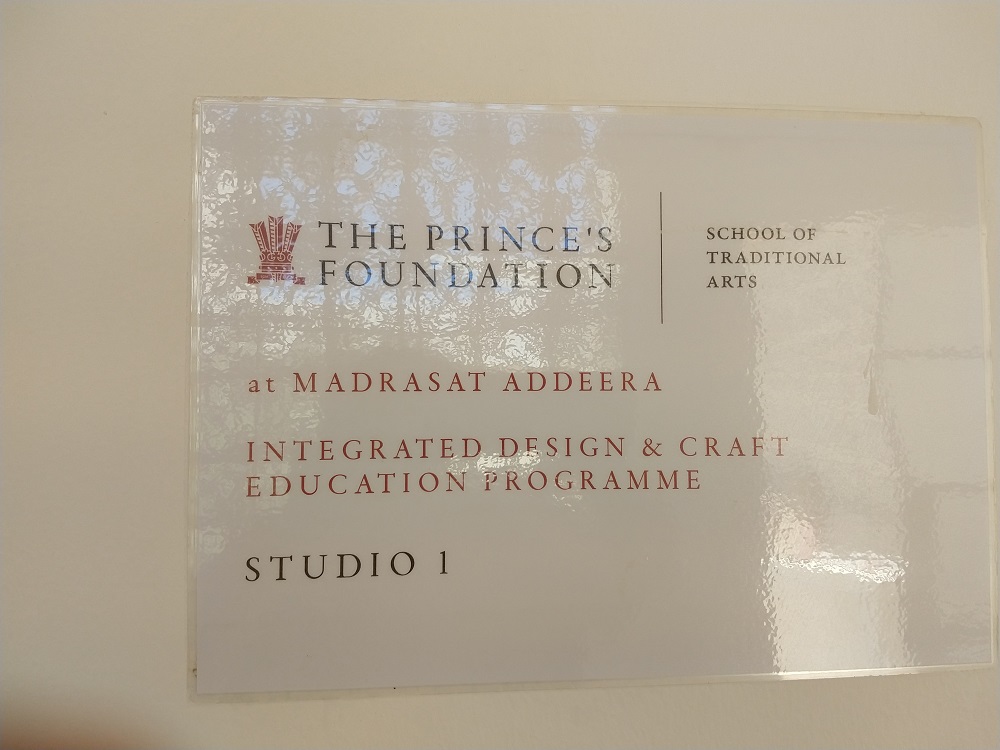 THE PRINCE'S
FOUNDATION
SCHOOL OF
TRADITIONAL
ARTS
at MADRASAT ADDEERA
INTEGRATED DESIGN & CRAFT
EDUCATION PROGRAMME
STUDIO 1